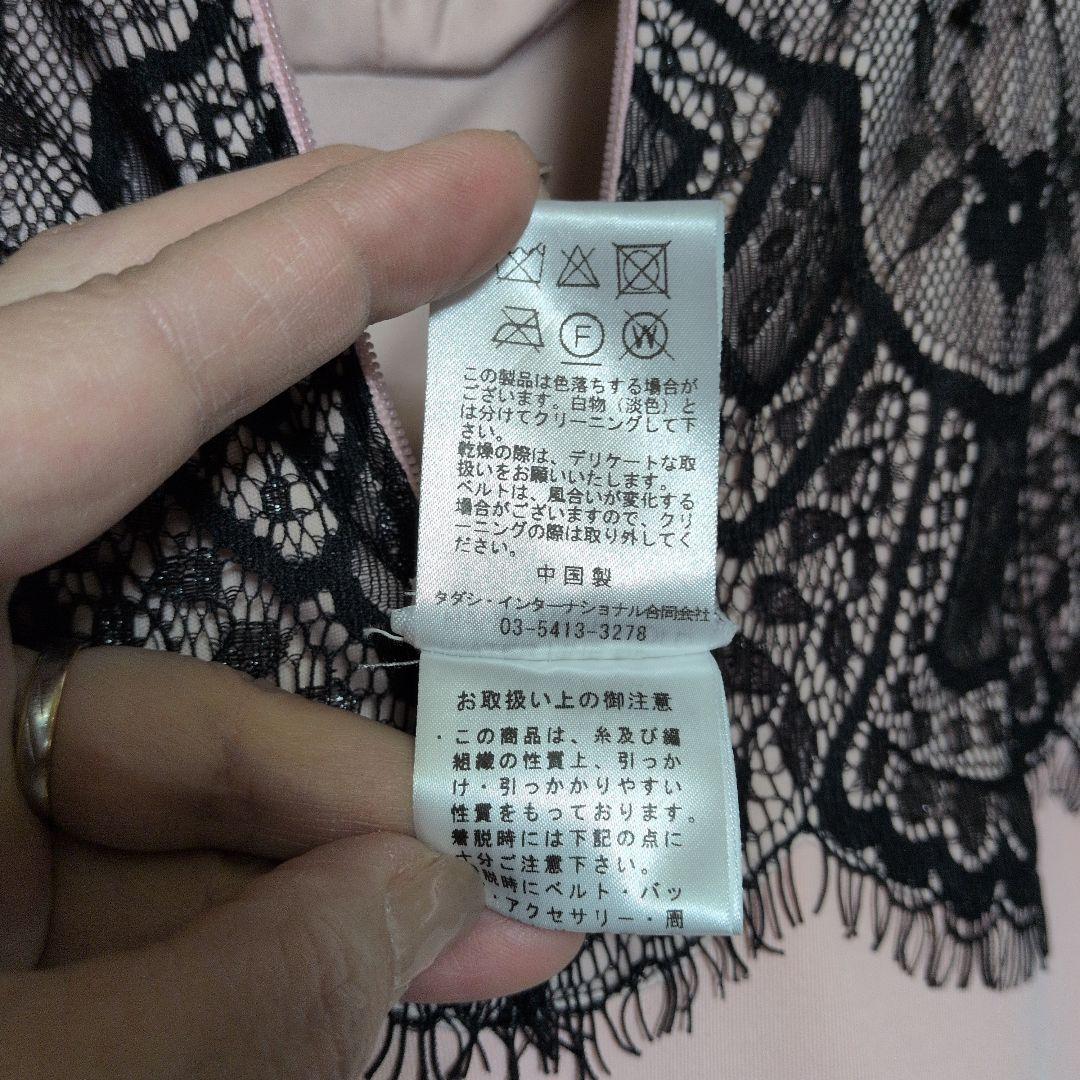 F W
この製品は色落ちする場合が
ございます。白物（淡色）と
は分けてクリーニングして下
さい。
乾燥の際は、デリケートな取
扱いをお願いいたします。
ベルトは、風合いが変化する
場合がございますので、クリ
ーニングの際は取り外してく
ださい。
中国製
タダシ・インターナショナル合同会社
03-5413-3278
お取扱い上の御注意
・この商品は、糸及び編
組織の性質上、引っか
け・引っかかりやすい
性質をもっております。
着脱時には下記の点に
十分ご注意下さい。
脱時にベルト・バッ
・アクセサリー・周